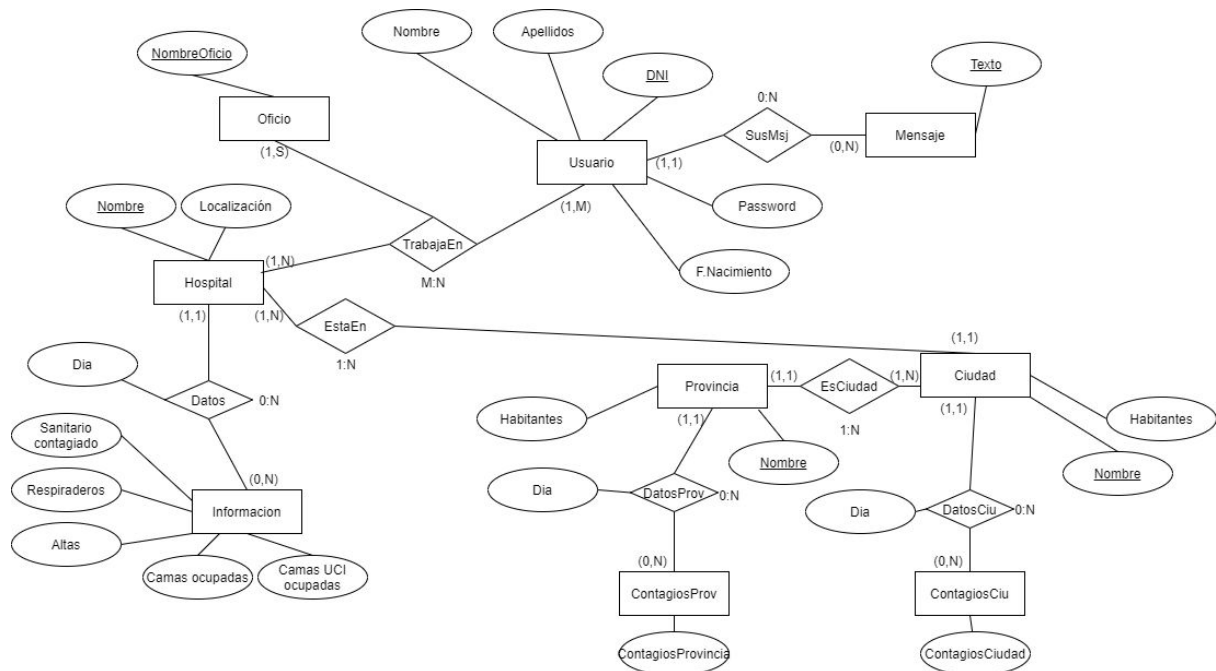 Nombre
Apellidos
NombreOficio
DNI
Texto
0:N
Oficio
SusMsj
Mensaje
(1,S)
Usuario
(1,1)
(0,N)
Nombre
Localización
(1,M)
Password
TrabajaEn
(1,N)
M:N
F.Nacimiento
Hospital
(1,1)
(1,N)
EstaEn
1:N
(1,1)
Dia
Datos
0:N
Provincia
(1,1)
EsCiudad
(1,N)
Ciudad
(1,1)
(1,1)
1:N
Habitantes
Habitantes
Sanitario
contagiado
Nombre
Nombre
Respiraderos
(0,N)
Dia
DatosProv
0:N
Dia
DatosCiu
0:N
Informacion
Altas
Camas ocupadas
Camas UCI
ocupadas
(0,N)
(0,N)
ContagiosProv
ContagiosCiu
ContagiosProvincia
ContagiosCiudad